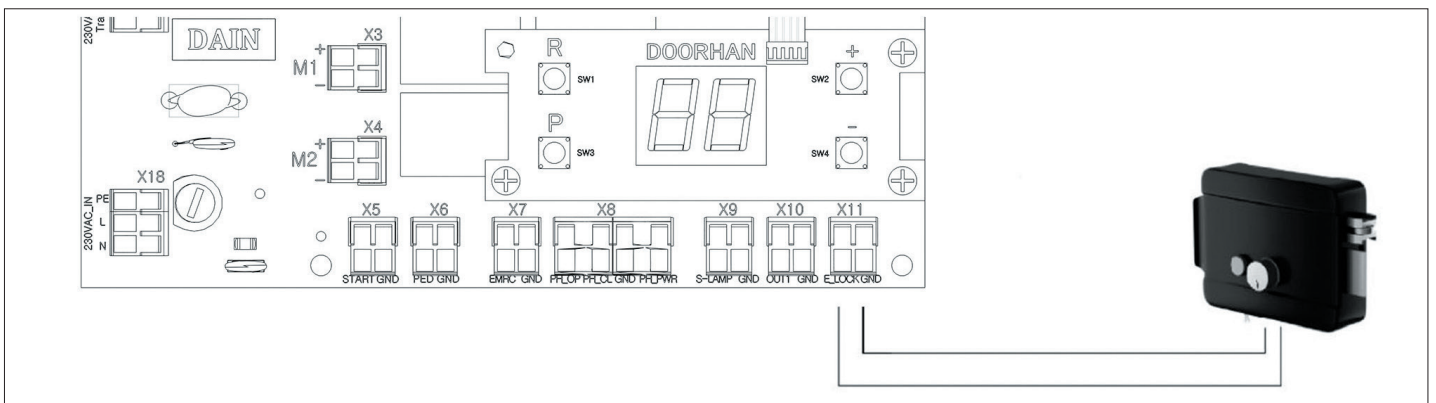 230VA
Tra
DAIN
X3
M1
+
-
X4
M2
+
-
R
SW1
DOORHAN
+
SW2
P
SW3
-
SW4
X18
230VAC_IN
PE
L
N
X5 X6 X7 X8 X9 X10 X11
START GND PED GND EMRC GND PH_OP PH_CL GND PH_PWR S-LAMP GND OUT1 GND E_LOCK GND